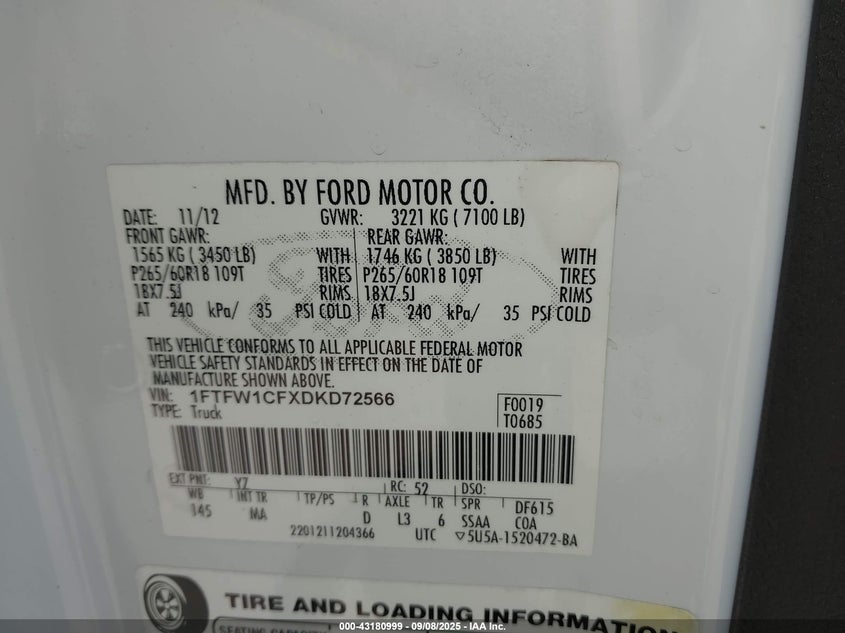 MFD. BY FORD MOTOR CO.
DATE: 11/12 GVWR: 3221 KG ( 7100 LB)
FRONT GAWR: REAR GAWR:
1565 KG ( 3450 LB) WITH 1746 KG ( 3850 LB) WITH
P265/60R18 109T TIRES P265/60R18 109T TIRES
18X7.5J RIMS 18X7.5J RIMS
AT 240 kPa/ 35 PSI COLD AT 240 kPa/ 35 PSI COLD
THIS VEHICLE CONFORMS TO ALL APPLICABLE FEDERAL MOTOR
VEHICLE SAFETY STANDARDS IN EFFECT ON THE DATE OF
MANUFACTURE SHOWN ABOVE.
VIN: 1FTFW1CFXDKD72566 F0019
TYPE: Truck T0685
EXT PNT: YZ RC: 52 DSO:
WB INT TR TP/PS R AXLE TR SPR DF615
145 MA D L3 6 SSAA COA
2201211204366 UTC ▽5U5A-1520472-BA
TIRE AND LOADING INFORMATION
SEATING CAPACITY
000-43180999 - 09/08/2025 - IAA Inc.